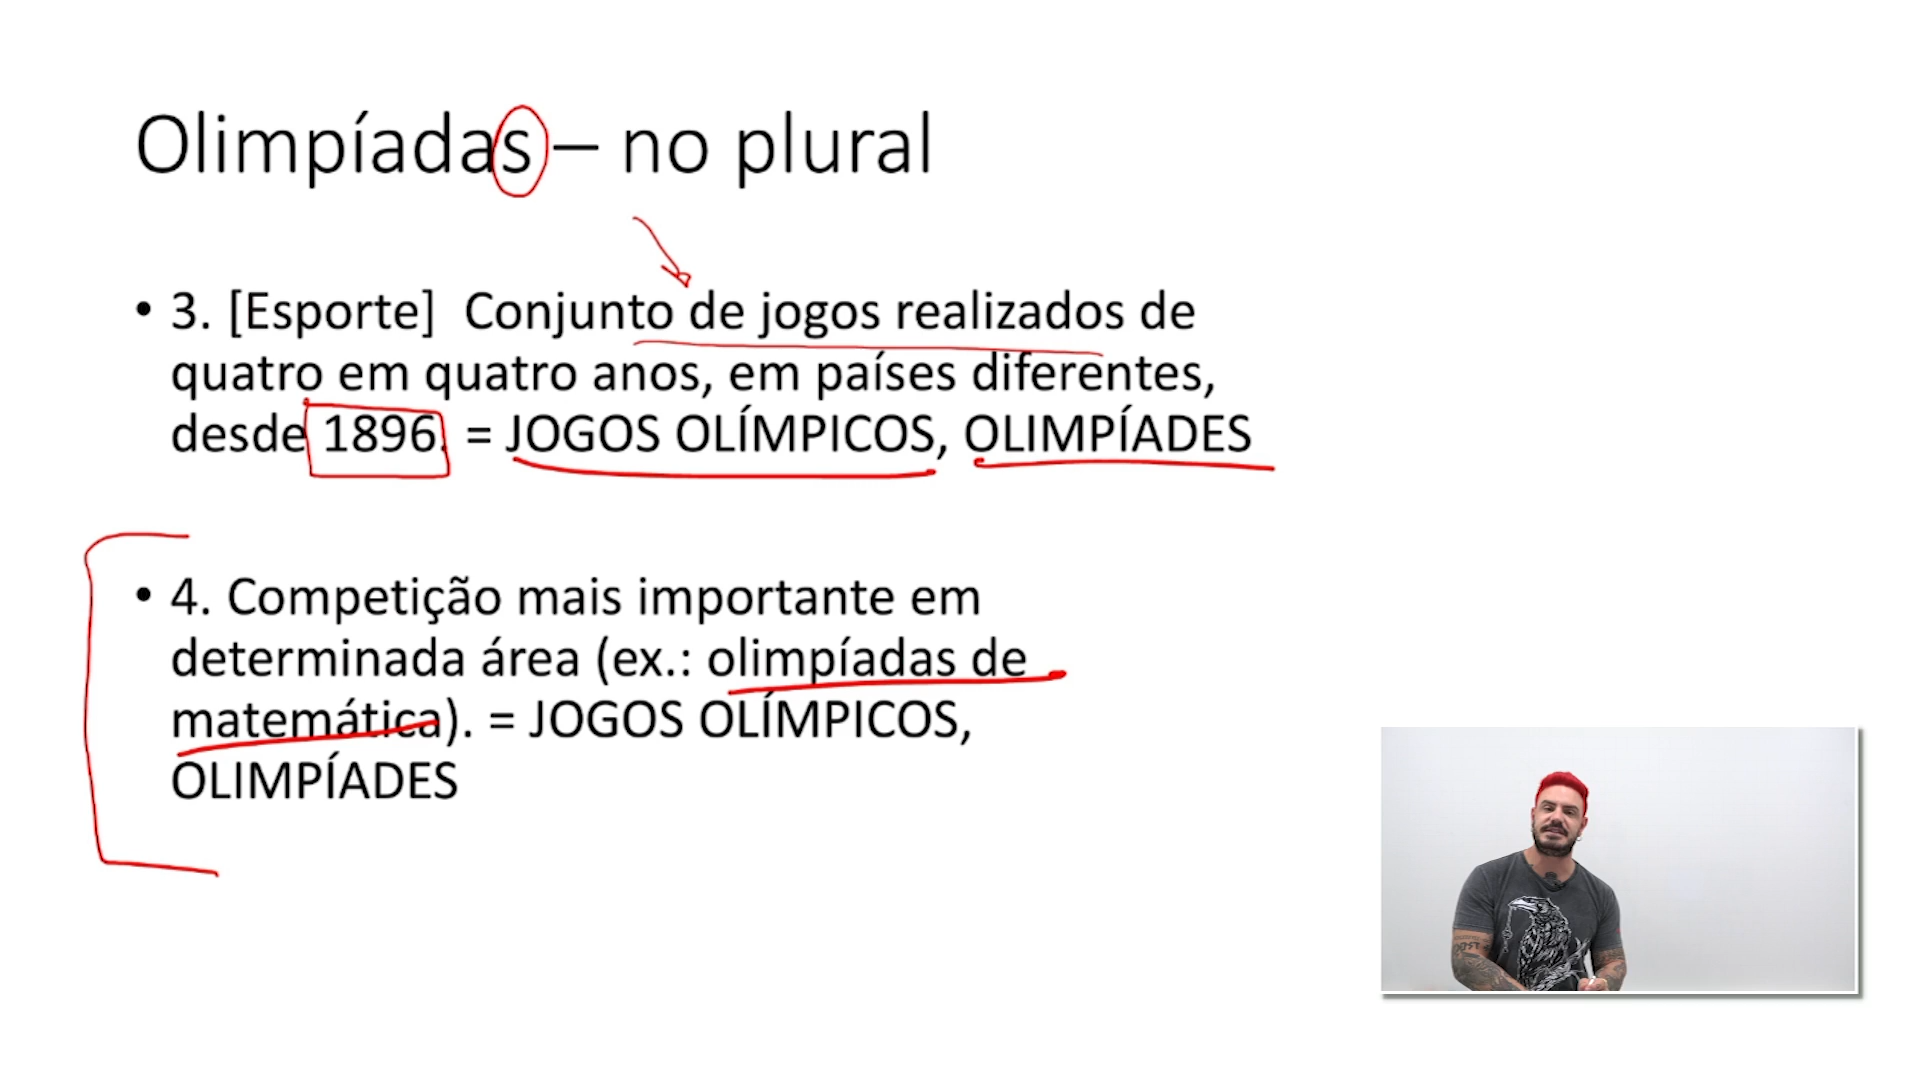 Olimpíadas – no plural
• 3. [Esporte] Conjunto de jogos realizados de
quatro em quatro anos, em países diferentes,
desde 1896. = JOGOS OLÍMPICOS, OLIMPÍADES
• 4. Competição mais importante em
determinada área (ex.: olimpíadas de
matemática). = JOGOS OLÍMPICOS,
OLIMPÍADES